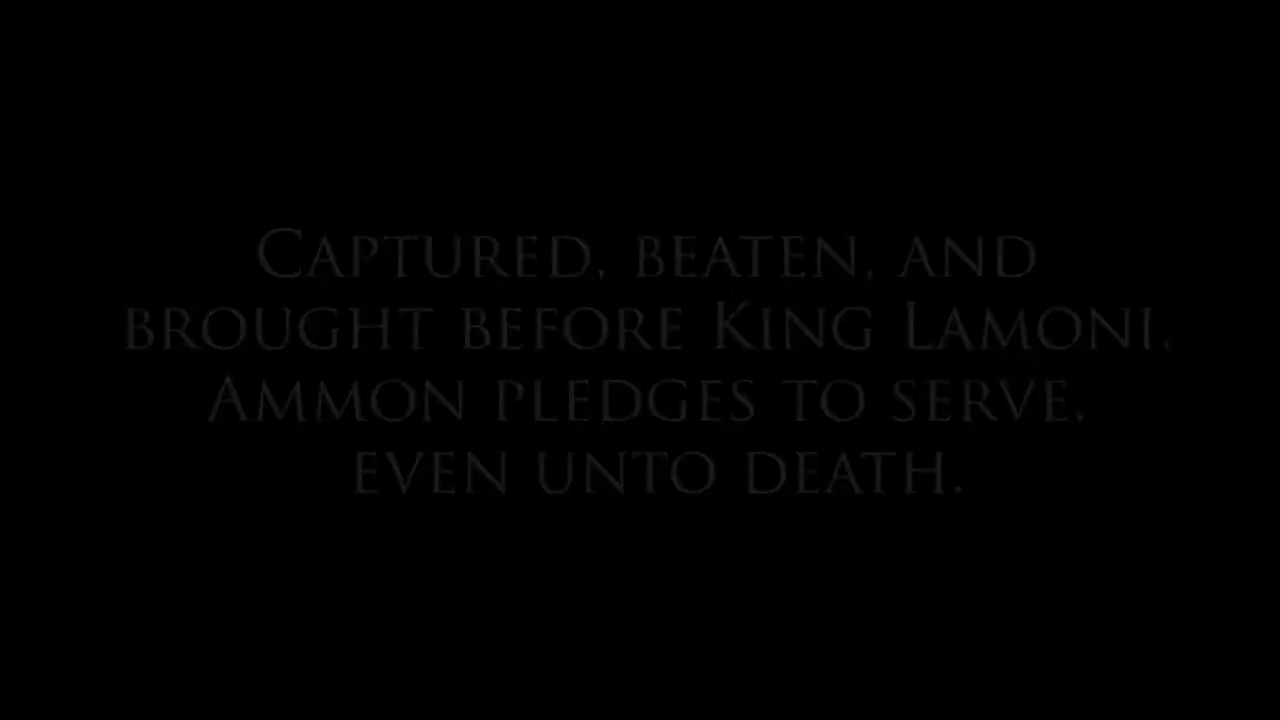 Captured, beaten, and
brought before King Lamoni,
Ammon pledges to serve,
even unto death.